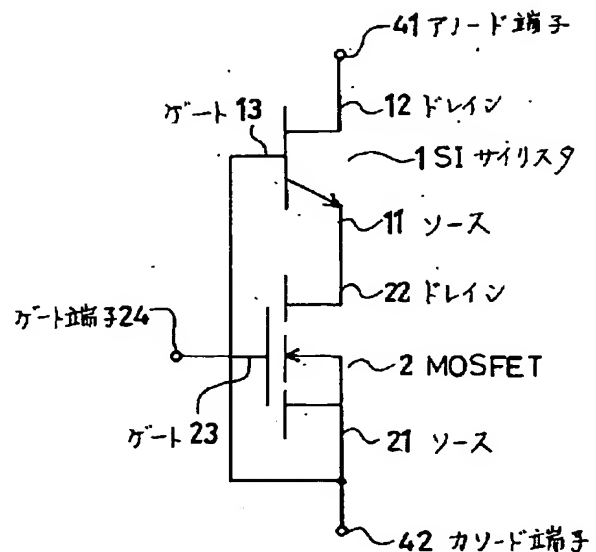 41 アノード端子
ゲート 13
12 ドレイン
1 SI サイリスタ
11 ソース
22 ドレイン
ゲート端子24
2 MOSFET
ゲート 23
21 ソース
42 カソード端子